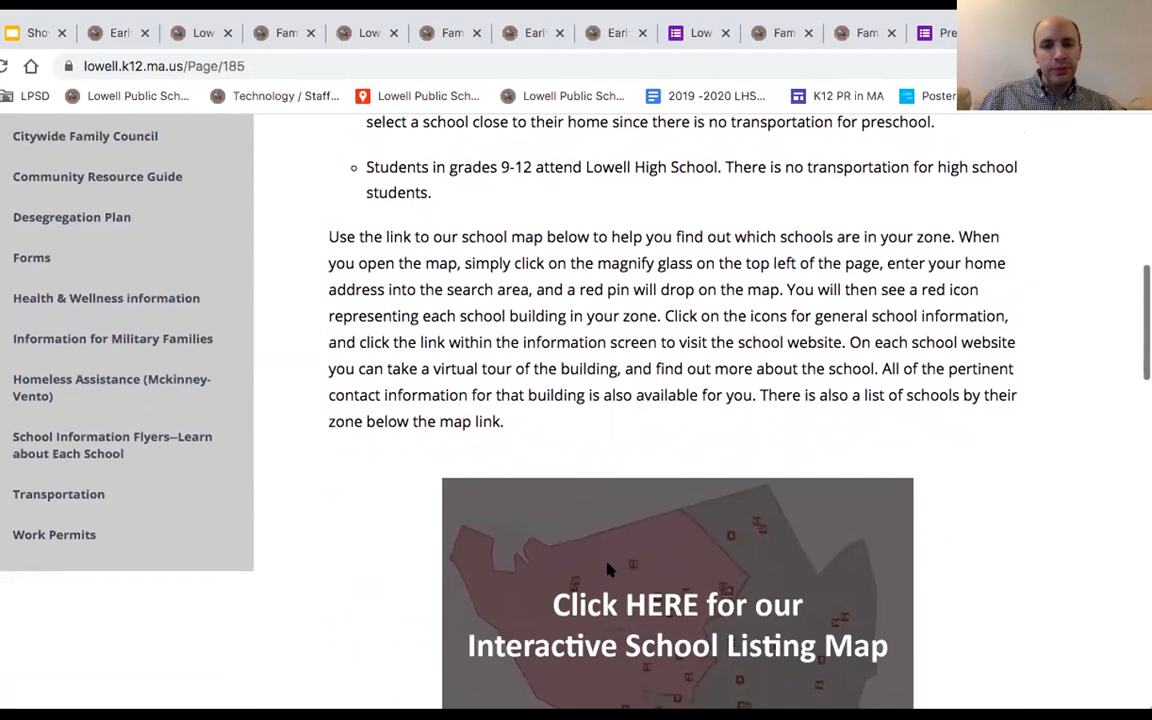 Sho
Earl
Low
Fam
Low
Fam
Earl
Earl
Low
Fam
Fam
Pre
lowell.k12.ma.us/Page/185
LPSD
Lowell Public Sch...
Technology / Staff...
Lowell Public Sch...
Lowell Public Sch...
2019 -2020 LHS...
K12 PR in MA
Poster
Citywide Family Council
Community Resource Guide
Desegregation Plan
Forms
Health & Wellness information
Information for Military Families
Homeless Assistance (Mckinney-
Vento)
School Information Flyers--Learn
about Each School
Transportation
Work Permits
select a school close to their home since there is no transportation for preschool.
Students in grades 9-12 attend Lowell High School. There is no transportation for high school
students.
Use the link to our school map below to help you find out which schools are in your zone. When
you open the map, simply click on the magnify glass on the top left of the page, enter your home
address into the search area, and a red pin will drop on the map. You will then see a red icon
representing each school building in your zone. Click on the icons for general school information,
and click the link within the information screen to visit the school website. On each school website
you can take a virtual tour of the building, and find out more about the school. All of the pertinent
contact information for that building is also available for you. There is also a list of schools by their
zone below the map link.
Click HERE for our
Interactive School Listing Map